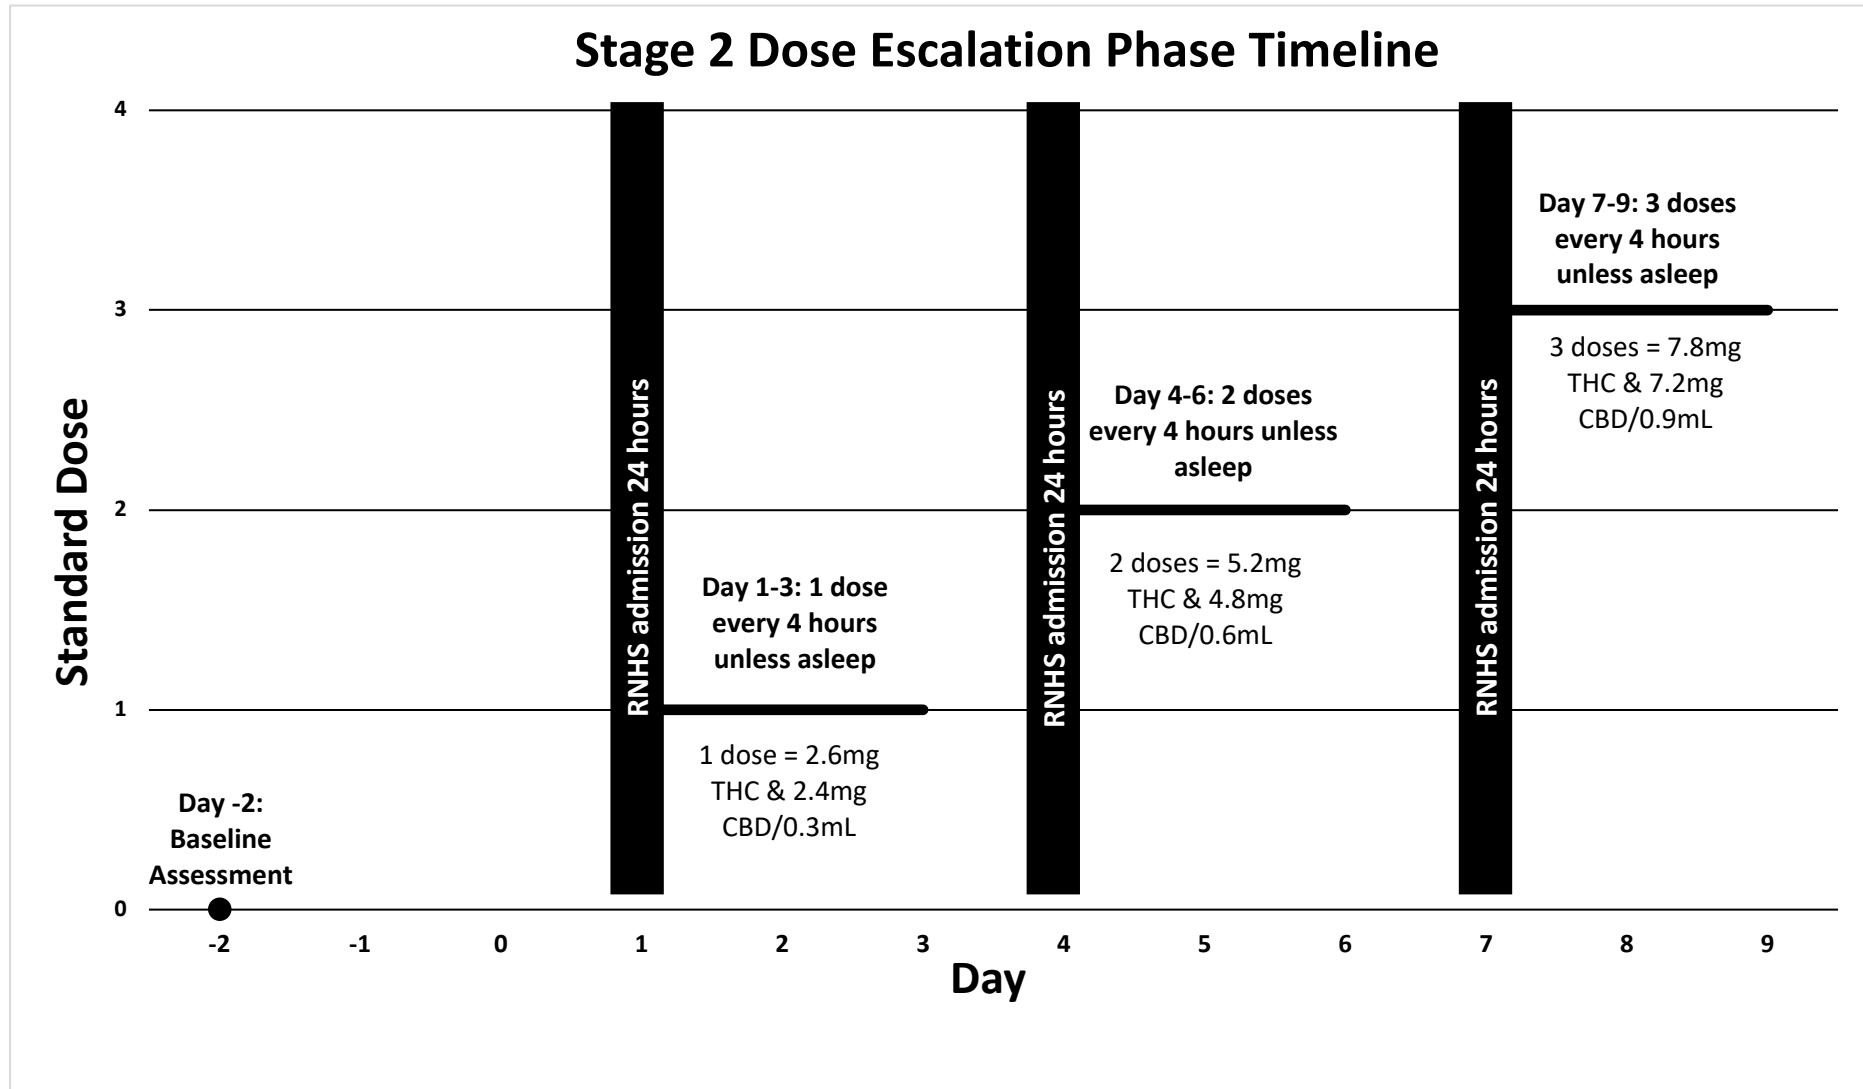 Stage 2 Dose Escalation Phase Timeline
Standard Dose
4
3
2
1
0
Day -2:
Baseline
Assessment
RNHS admission 24 hours
Day 1-3: 1 dose
every 4 hours
unless asleep
1 dose = 2.6mg
THC & 2.4mg
CBD/0.3mL
RNHS admission 24 hours
Day 4-6: 2 doses
every 4 hours unless
asleep
2 doses = 5.2mg
THC & 4.8mg
CBD/0.6mL
RNHS admission 24 hours
Day 7-9: 3 doses
every 4 hours
unless asleep
3 doses = 7.8mg
THC & 7.2mg
CBD/0.9mL
-2 -1 0 1 2 3 4 5 6 7 8 9
Day